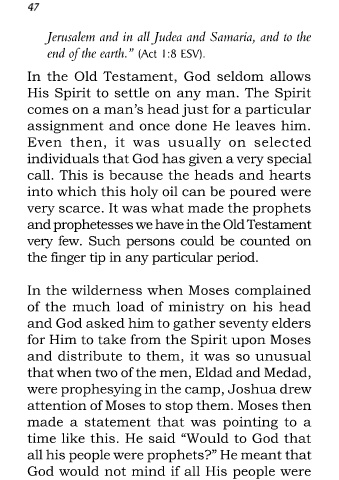 47
Jerusalem and in all Judea and Samaria, and to the
end of the earth.” (Act 1:8 ESV).
In the Old Testament, God seldom allows
His Spirit to settle on any man. The Spirit
comes on a man’s head just for a particular
assignment and once done He leaves him.
Even then, it was usually on selected
individuals that God has given a very special
call. This is because the heads and hearts
into which this holy oil can be poured were
very scarce. It was what made the prophets
and prophetesses we have in the Old Testament
very few. Such persons could be counted on
the finger tip in any particular period.
In the wilderness when Moses complained
of the much load of ministry on his head
and God asked him to gather seventy elders
for Him to take from the Spirit upon Moses
and distribute to them, it was so unusual
that when two of the men, Eldad and Medad,
were prophesying in the camp, Joshua drew
attention of Moses to stop them. Moses then
made a statement that was pointing to a
time like this. He said “Would to God that
all his people were prophets?” He meant that
God would not mind if all His people were